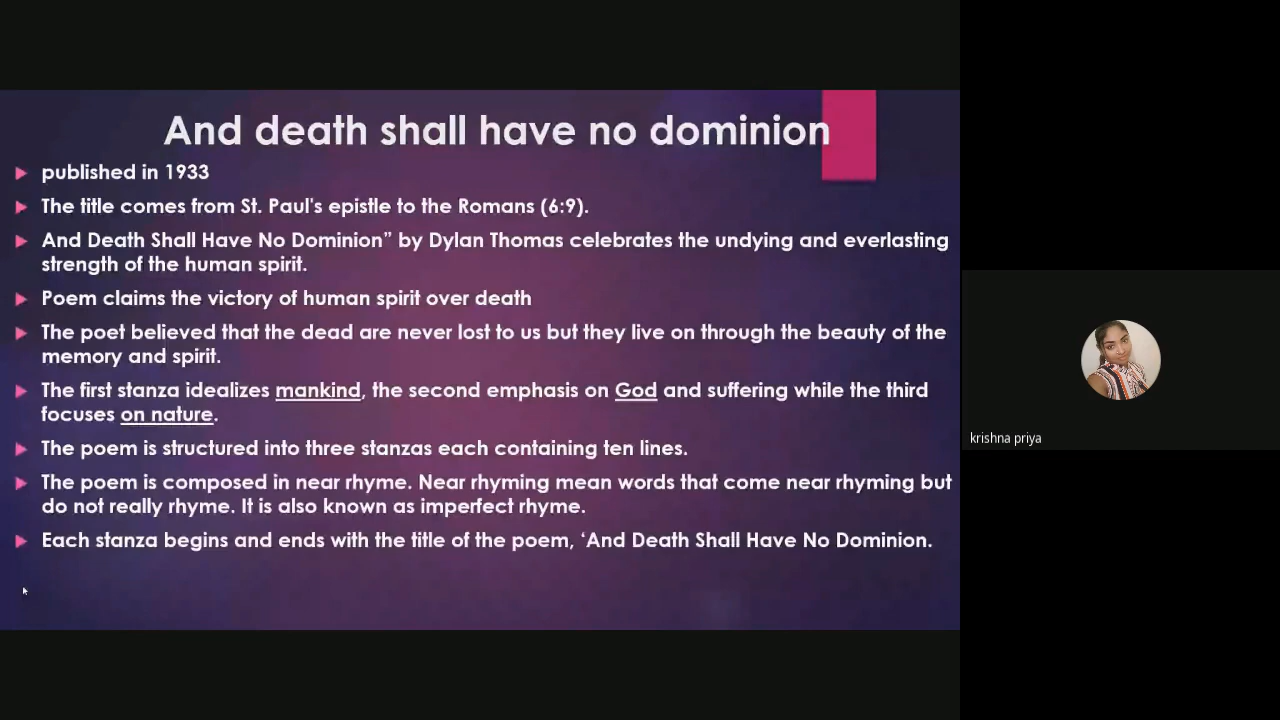 And death shall have no dominion
published in 1933
The title comes from St. Paul's epistle to the Romans (6:9).
And Death Shall Have No Dominion” by Dylan Thomas celebrates the undying and everlasting
strength of the human spirit.
Poem claims the victory of human spirit over death
The poet believed that the dead are never lost to us but they live on through the beauty of the
memory and spirit.
The first stanza idealizes mankind, the second emphasis on God and suffering while the third
focuses on nature.
The poem is structured into three stanzas each containing ten lines.
The poem is composed in near rhyme. Near rhyming mean words that come near rhyming but
do not really rhyme. It is also known as imperfect rhyme.
Each stanza begins and ends with the title of the poem, ‘And Death Shall Have No Dominion.
krishna priya